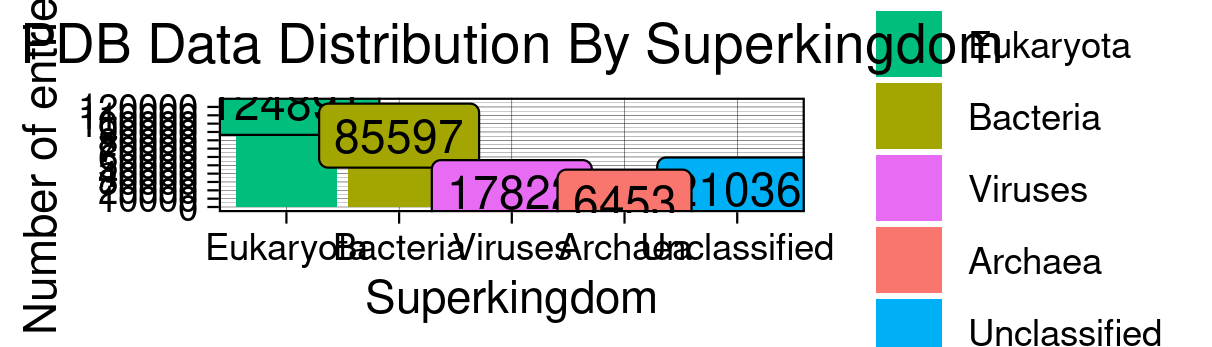 PDB Data Distribution By Superkingdom
Number of entries
120000
10000
0
85597
17822
6453
21036
Eukaryota
Bacteria
Viruses
Archaea
Unclassified
Superkingdom
Eukaryota
Bacteria
Viruses
Archaea
Unclassified